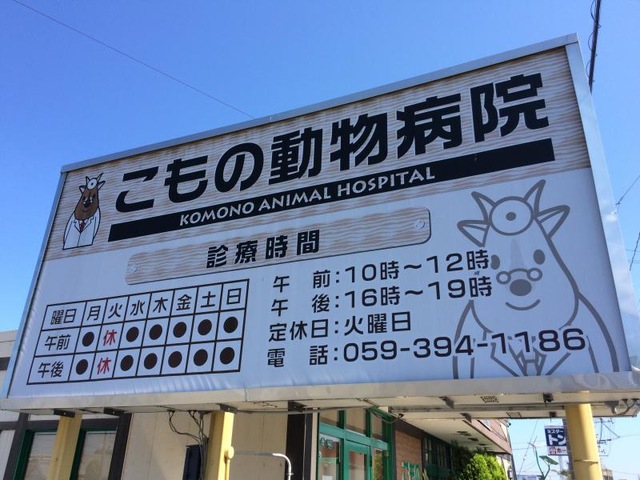 こもの動物病院
KOMONO ANIMAL HOSPITAL
診療時間
曜日 月 火 水 木 金 土 日
午前 ● 休 ● ● ● ● ●
午後 ● 休 ● ● ● ● ●
午前:10時〜12時
午後:16時〜19時
定休日:火曜日
電話:059-394-1186